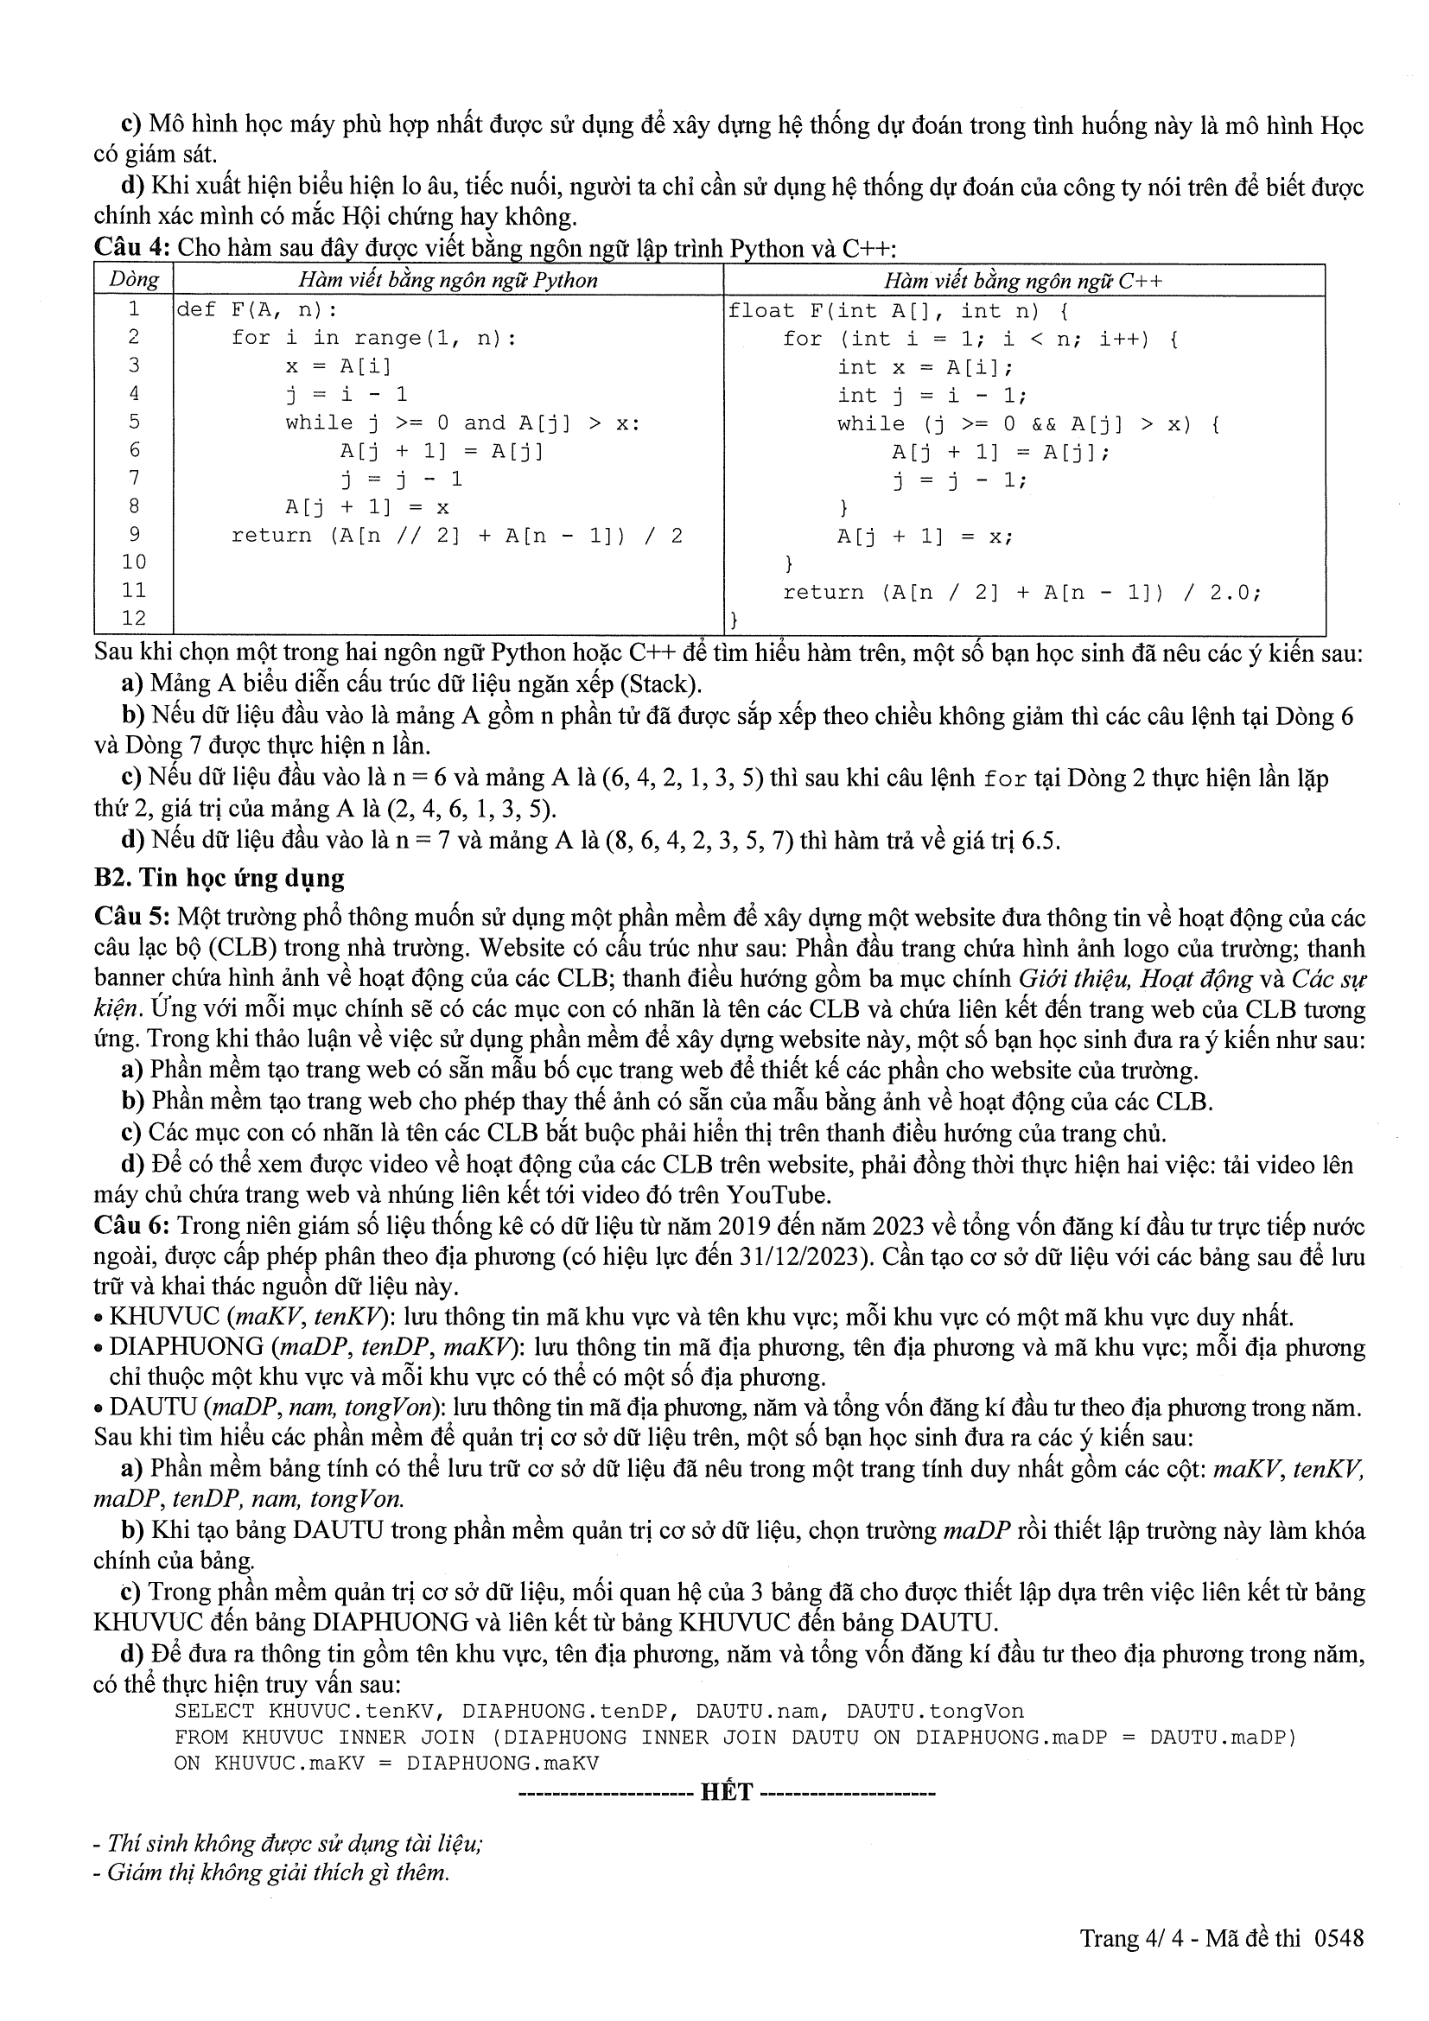 c) Mô hình học máy phù hợp nhất được sử dụng để xây dựng hệ thống dự đoán trong tình huống này là mô hình Học
có giám sát.
d) Khi xuất hiện biểu hiện lo âu, tiếc nuối, người ta chỉ cần sử dụng hệ thống dự đoán của công ty nói trên để biết được
chính xác mình có mắc Hội chứng hay không.
Câu 4: Cho hàm sau đây được viết bằng ngôn ngữ lập trình Python và C++:
Dòng Hàm viết bằng ngôn ngữ Python Hàm viết bằng ngôn ngữ C++
1 def F(A, n): float F(int A[], int n) {
2 for i in range(1, n): for (int i = 1; i < n; i++) {
3 x = A[i] int x = A[i];
4 j = i - 1 int j = i - 1;
5 while j >= 0 and A[j] > x: while (j >= 0 && A[j] > x) {
6 A[j + 1] = A[j] A[j + 1] = A[j];
7 j = j - 1 j = j - 1;
8 A[j + 1] = x }
9 return (A[n // 2] + A[n - 1]) / 2 A[j + 1] = x;
10 }
11 return (A[n / 2] + A[n - 1]) / 2.0;
12 }
Sau khi chọn một trong hai ngôn ngữ Python hoặc C++ để tìm hiểu hàm trên, một số bạn học sinh đã nêu các ý kiến sau:
a) Mảng A biểu diễn cấu trúc dữ liệu ngăn xếp (Stack).
b) Nếu dữ liệu đầu vào là mảng A gồm n phần tử đã được sắp xếp theo chiều không giảm thì các câu lệnh tại Dòng 6
và Dòng 7 được thực hiện n lần.
c) Nếu dữ liệu đầu vào là n = 6 và mảng A là (6, 4, 2, 1, 3, 5) thì sau khi câu lệnh for tại Dòng 2 thực hiện lần lặp
thứ 2, giá trị của mảng A là (2, 4, 6, 1, 3, 5).
d) Nếu dữ liệu đầu vào là n = 7 và mảng A là (8, 6, 4, 2, 3, 5, 7) thì hàm trả về giá trị 6.5.
B2. Tin học ứng dụng
Câu 5: Một trường phổ thông muốn sử dụng một phần mềm để xây dựng một website đưa thông tin về hoạt động của các
câu lạc bộ (CLB) trong nhà trường. Website có cấu trúc như sau: Phần đầu trang chứa hình ảnh logo của trường; thanh
banner chứa hình ảnh về hoạt động của các CLB; thanh điều hướng gồm ba mục chính Giới thiệu, Hoạt động và Các sự
kiện. Ứng với mỗi mục chính sẽ có các mục con có nhãn là tên các CLB và chứa liên kết đến trang web của CLB tương
ứng. Trong khi thảo luận về việc sử dụng phần mềm để xây dựng website này, một số bạn học sinh đưa ra ý kiến như sau:
a) Phần mềm tạo trang web có sẵn mẫu bố cục trang web để thiết kế các phần cho website của trường.
b) Phần mềm tạo trang web cho phép thay thế ảnh có sẵn của mẫu bằng ảnh về hoạt động của các CLB.
c) Các mục con có nhãn là tên các CLB bắt buộc phải hiển thị trên thanh điều hướng của trang chủ.
d) Để có thể xem được video về hoạt động của các CLB trên website, phải đồng thời thực hiện hai việc: tải video lên
máy chủ chứa trang web và nhúng liên kết tới video đó trên YouTube.
Câu 6: Trong niên giám số liệu thống kê có dữ liệu từ năm 2019 đến năm 2023 về tổng vốn đăng kí đầu tư trực tiếp nước
ngoài, được cấp phép phân theo địa phương (có hiệu lực đến 31/12/2023). Cần tạo cơ sở dữ liệu với các bảng sau để lưu
trữ và khai thác nguồn dữ liệu này.
• KHUVUC (maKV, tenKV): lưu thông tin mã khu vực và tên khu vực; mỗi khu vực có một mã khu vực duy nhất.
• DIAPHUONG (maDP, tenDP, maKV): lưu thông tin mã địa phương, tên địa phương và mã khu vực; mỗi địa phương
chỉ thuộc một khu vực và mỗi khu vực có thể có một số địa phương.
• DAUTU (maDP, nam, tongVon): lưu thông tin mã địa phương, năm và tổng vốn đăng kí đầu tư theo địa phương trong năm.
Sau khi tìm hiểu các phần mềm để quản trị cơ sở dữ liệu trên, một số bạn học sinh đưa ra các ý kiến sau:
a) Phần mềm bảng tính có thể lưu trữ cơ sở dữ liệu đã nêu trong một trang tính duy nhất gồm các cột: maKV, tenKV,
maDP, tenDP, nam, tongVon.
b) Khi tạo bảng DAUTU trong phần mềm quản trị cơ sở dữ liệu, chọn trường maDP rồi thiết lập trường này làm khóa
chính của bảng.
c) Trong phần mềm quản trị cơ sở dữ liệu, mối quan hệ của 3 bảng đã cho được thiết lập dựa trên việc liên kết từ bảng
KHUVUC đến bảng DIAPHUONG và liên kết từ bảng KHUVUC đến bảng DAUTU.
d) Để đưa ra thông tin gồm tên khu vực, tên địa phương, năm và tổng vốn đăng kí đầu tư theo địa phương trong năm,
có thể thực hiện truy vấn sau:
SELECT KHUVUC.tenKV, DIAPHUONG.tenDP, DAUTU.nam, DAUTU.tongVon
FROM KHUVUC INNER JOIN (DIAPHUONG INNER JOIN DAUTU ON DIAPHUONG.maDP = DAUTU.maDP)
ON KHUVUC.maKV = DIAPHUONG.maKV
--------------------- HẾT ---------------------
- Thí sinh không được sử dụng tài liệu;
- Giám thị không giải thích gì thêm.
Trang 4/ 4 - Mã đề thi 0548